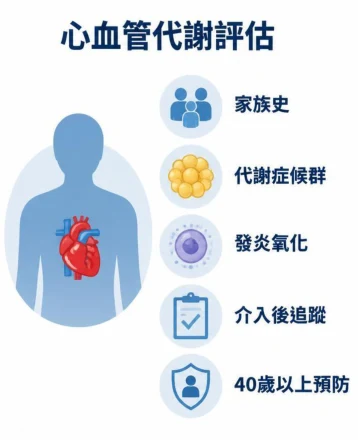 心血管代謝評估
家族史
代謝症候群
發炎氧化
介入後追蹤
40歲以上預防